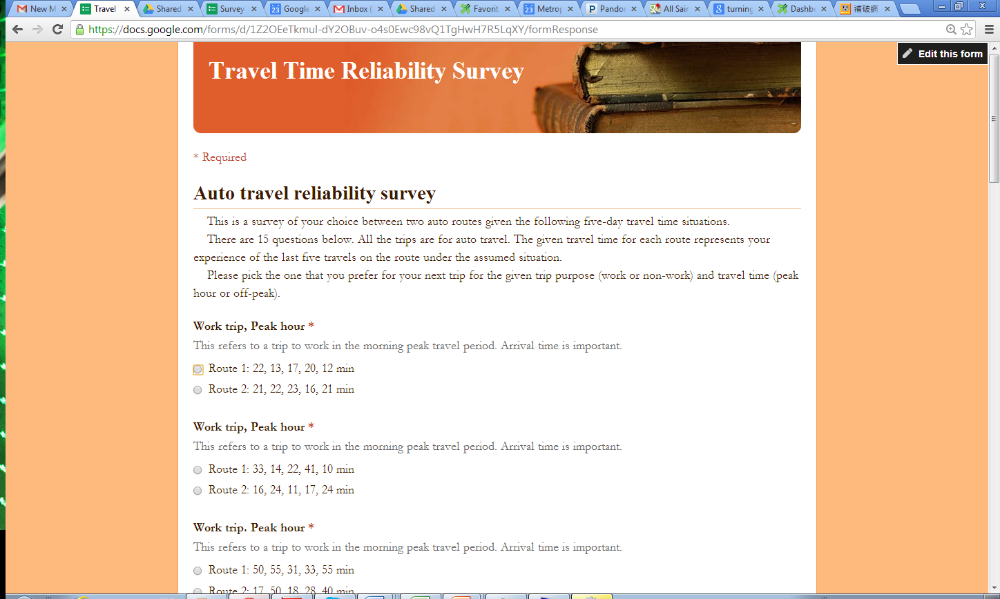 New M
Travel
Shared
Survey
Google
Inbox (
Shared
Favorit
Metrop
Pandor
All Sain
turning
Dashbo
補破網
https://docs.google.com/forms/d/1Z2OEeTkmul-dY2OBuv-o4s0Ewc98vQ1TgHwH7R5LqXY/formResponse
Edit this form
Travel Time Reliability Survey
* Required
Auto travel reliability survey
This is a survey of your choice between two auto routes given the following five-day travel time situations.
There are 15 questions below. All the trips are for auto travel. The given travel time for each route represents your
experience of the last five travels on the route under the assumed situation.
Please pick the one that you prefer for your next trip for the given trip purpose (work or non-work) and travel time (peak
hour or off-peak).
Work trip, Peak hour *
This refers to a trip to work in the morning peak travel period. Arrival time is important.
Route 1: 22, 13, 17, 20, 12 min
Route 2: 21, 22, 23, 16, 21 min
Work trip, Peak hour *
This refers to a trip to work in the morning peak travel period. Arrival time is important.
Route 1: 33, 14, 22, 41, 10 min
Route 2: 16, 24, 11, 17, 24 min
Work trip. Peak hour *
This refers to a trip to work in the morning peak travel period. Arrival time is important.
Route 1: 50, 55, 31, 33, 55 min
Route 2: 17, 50, 18, 28, 40 min